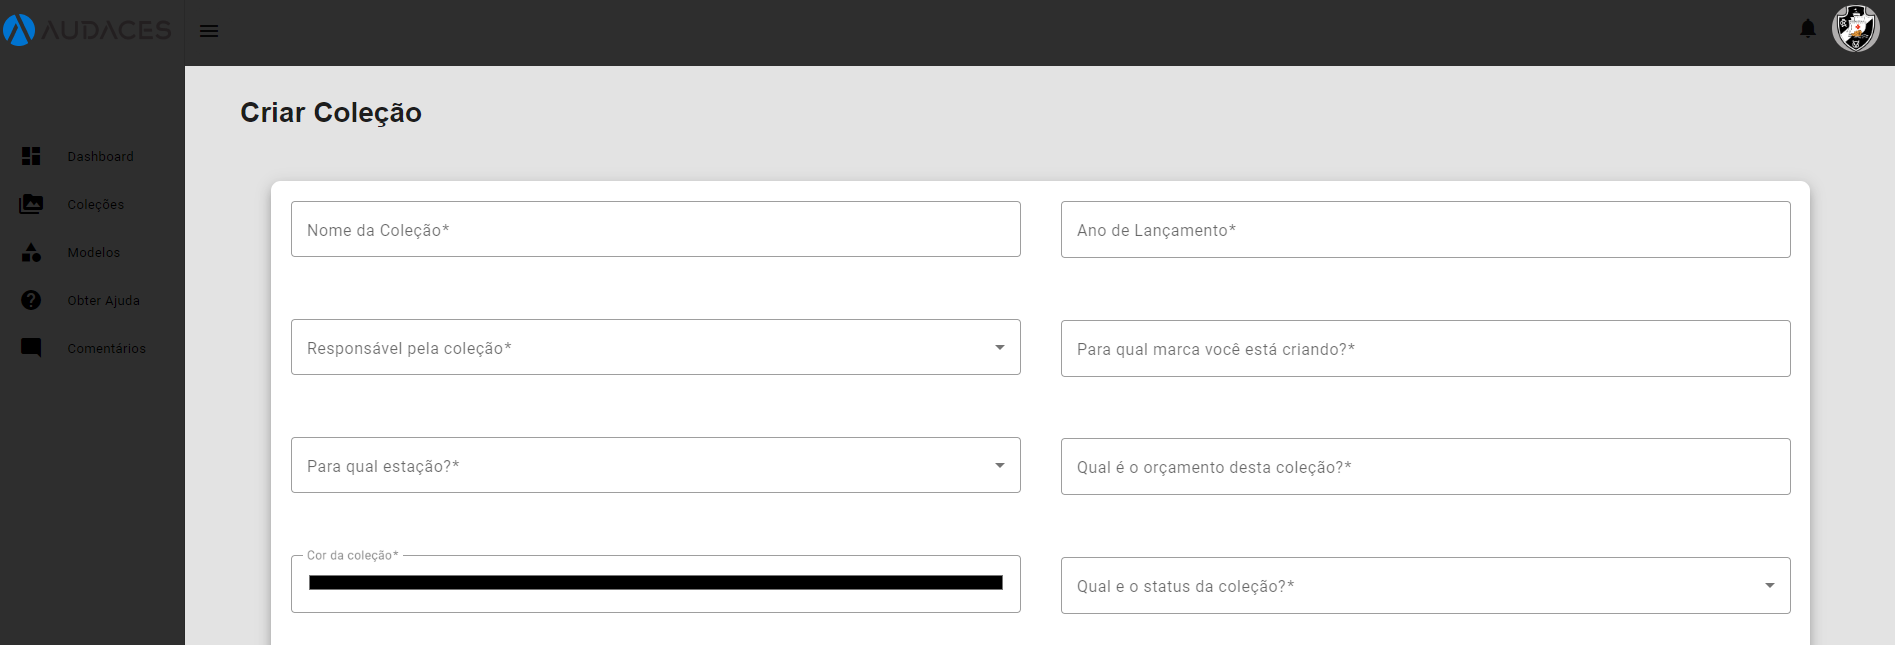 AUDACES
Dashboard
Coleções
Modelos
Obter Ajuda
Comentários
Criar Coleção
Nome da Coleção*
Ano de Lançamento*
Responsável pela coleção*
Para qual marca você está criando?*
Para qual estação?*
Qual é o orçamento desta coleção?*
Cor da coleção*
Qual e o status da coleção?*